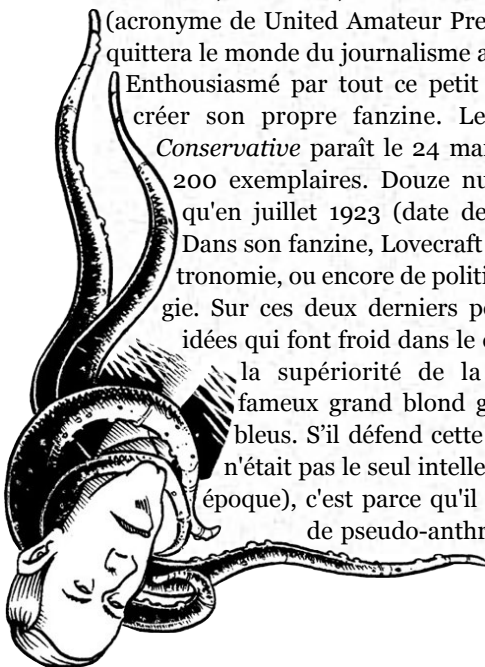 (acronyme de United Amateur Pre
quittera le monde du journalisme a
Enthousiasmé par tout ce petit
créer son propre fanzine. Le
Conservative paraît le 24 mar
200 exemplaires. Douze nu
qu'en juillet 1923 (date de
Dans son fanzine, Lovecraft
tronomie, ou encore de politi
gie. Sur ces deux derniers po
idées qui font froid dans le
la supériorité de la
fameux grand blond
bleus. S'il défend cette
n'était pas le seul intelle
époque), c'est parce qu'il
de pseudo-anthr